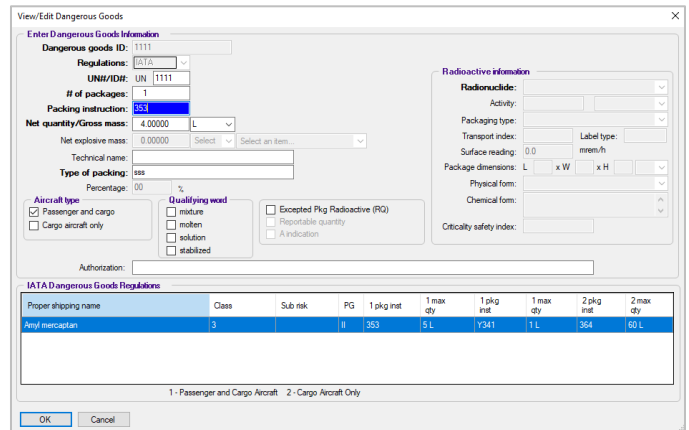 View/Edit Dangerous Goods
Enter Dangerous Goods Information
Dangerous goods ID: 1111
Regulations: IATA
UN#/ID#: UN 1111
# of packages: 1
Packing instruction: 353
Net quantity/Gross mass: 4.00000 L
Net explosive mass: 0.00000 Select Select an item...
Technical name:
Type of packing: sss
Percentage: 00 %
Aircraft type
Passenger and cargo
Cargo aircraft only
Qualifying word
mixture
molten
solution
stabilized
Excepted Pkg Radioactive (RQ)
Reportable quantity
A indication
Authorization:
Radioactive information
Radionuclide:
Activity:
Packaging type:
Transport index: Label type:
Surface reading: 0.0 mrem/h
Package dimensions: L x W x H
Physical form:
Chemical form:
Criticality safety index:
IATA Dangerous Goods Regulations
Proper shipping name Class Sub risk PG 1 pkg inst 1 max qty 1 pkg inst 1 max qty 2 pkg inst 2 max qty
Amyl mercaptan 3 II 353 5 L Y341 1 L 364 60 L
1 - Passenger and Cargo Aircraft 2 - Cargo Aircraft Only
OK Cancel